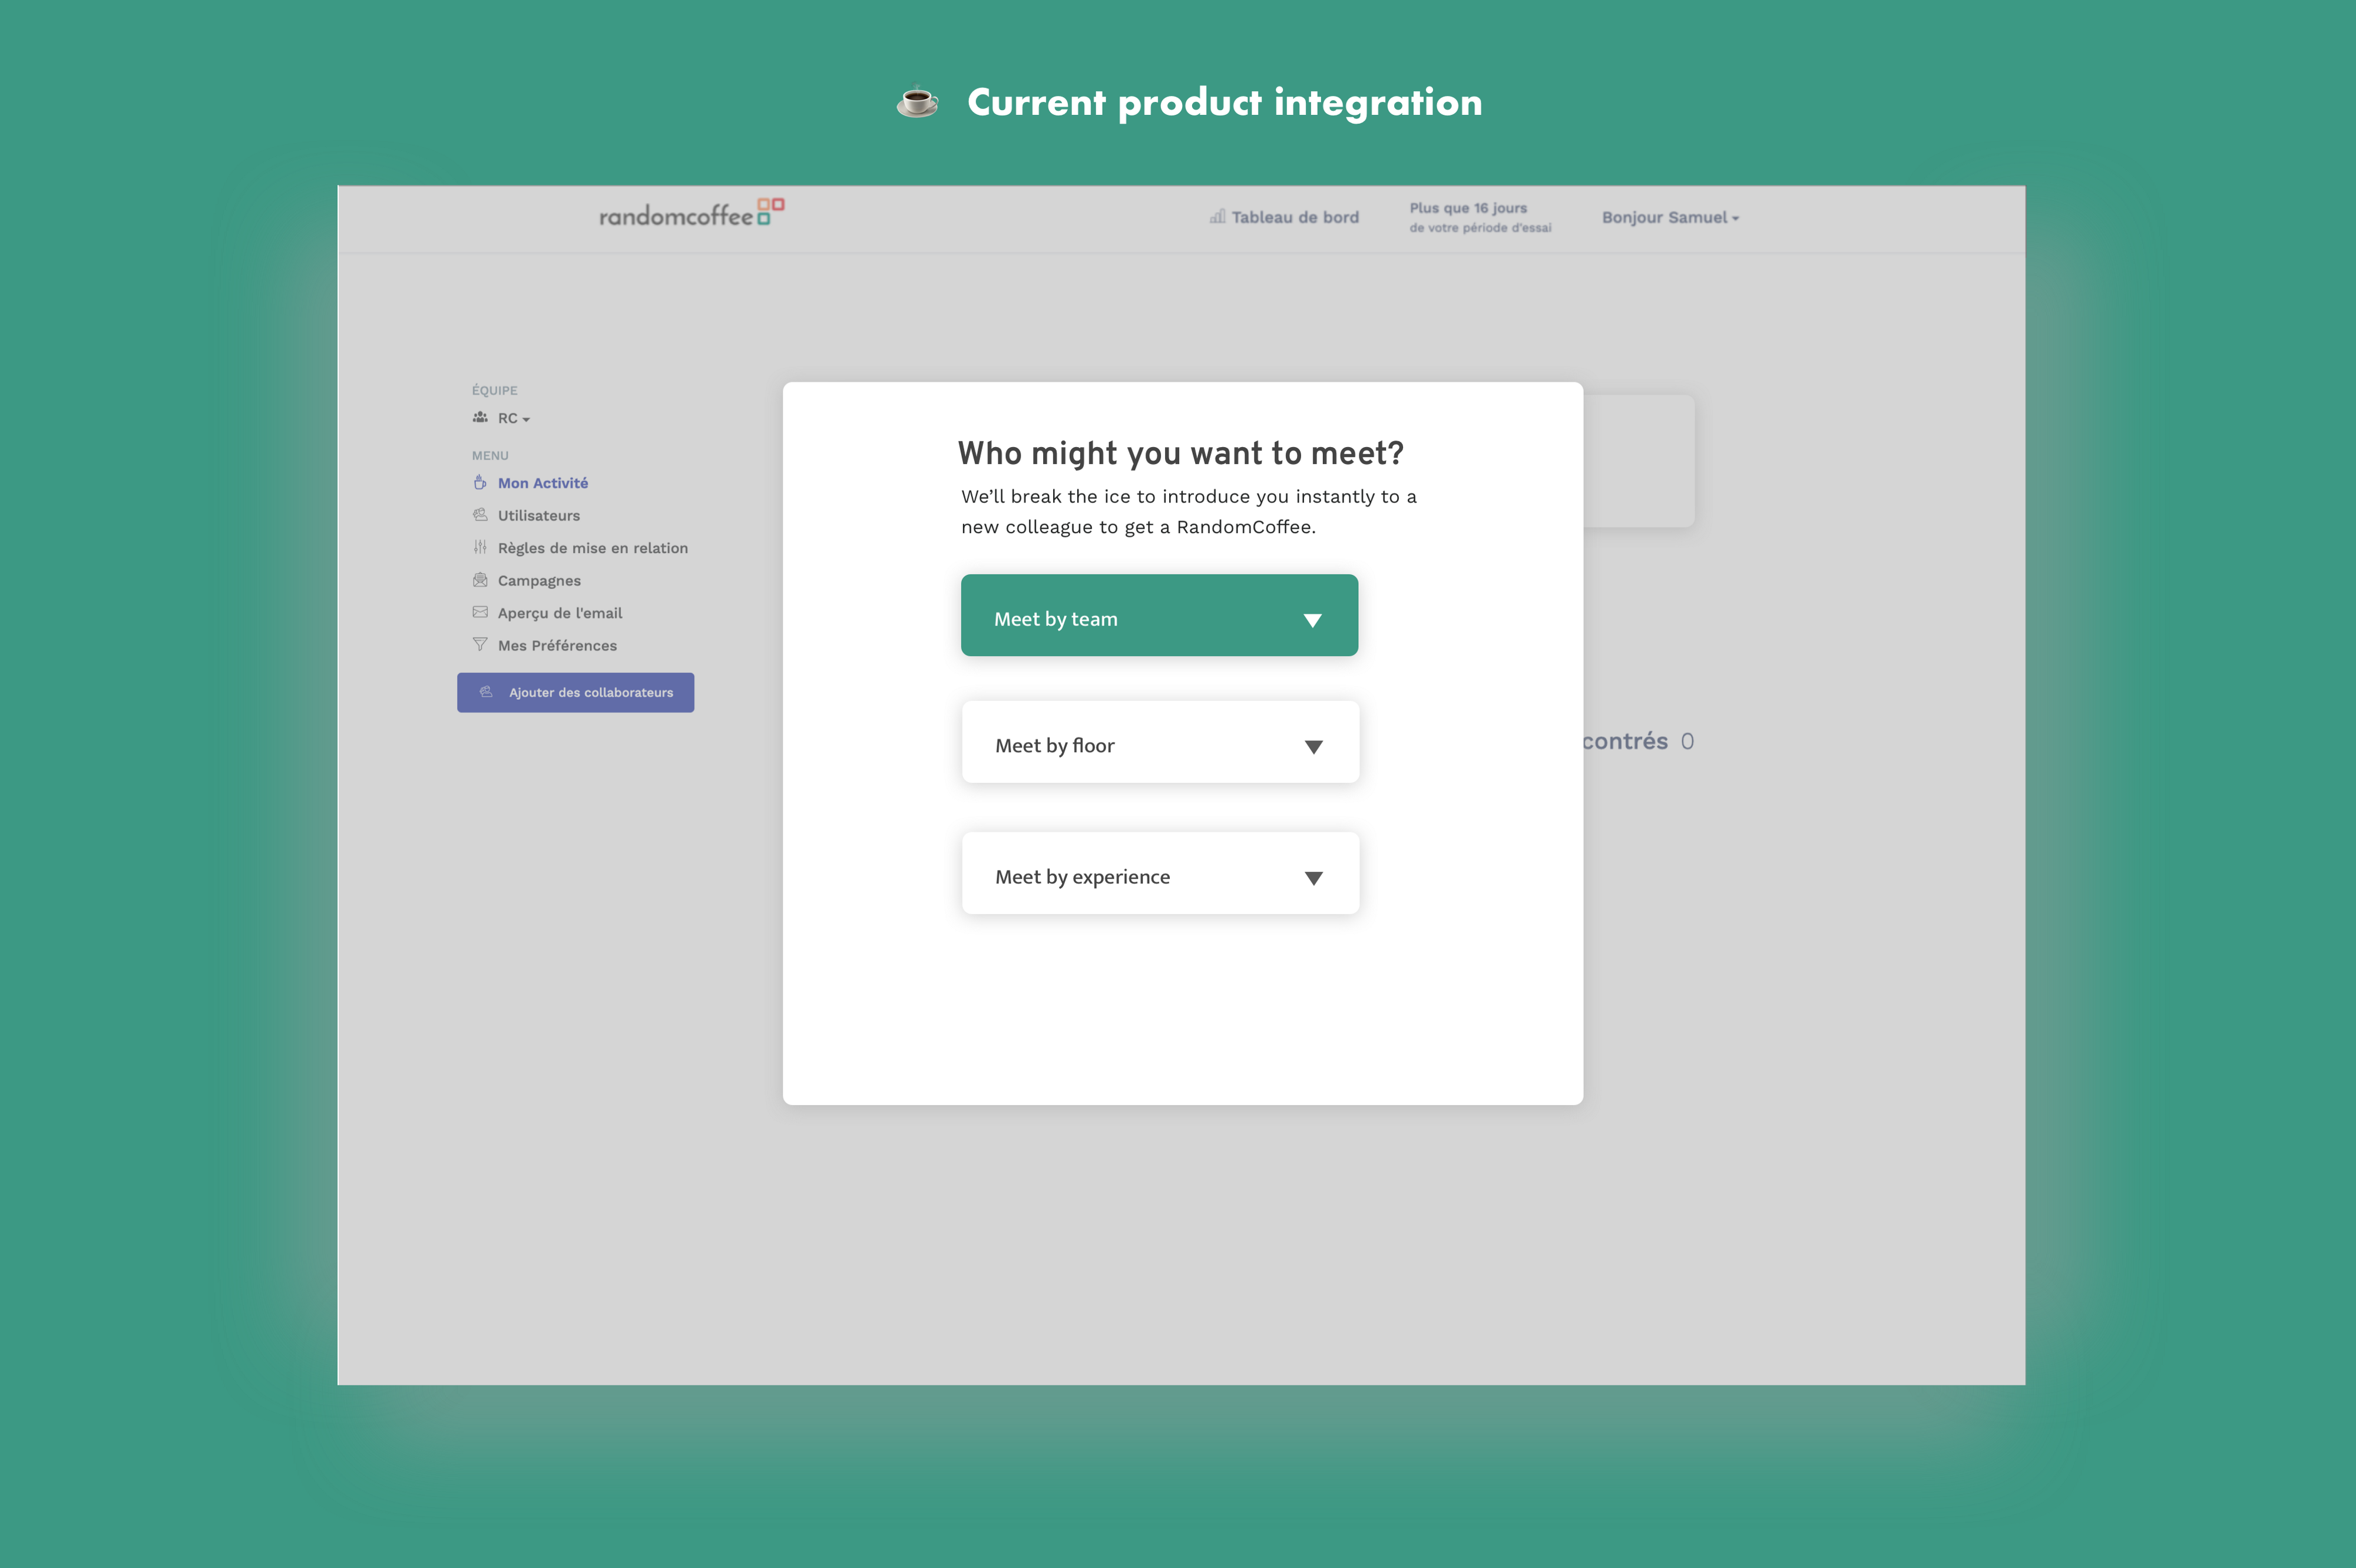 Current product integration
randomcoffee
Tableau de bord
Plus que 16 jours
de votre période d'essai
Bonjour Samuel
ÉQUIPE
RC
MENU
Mon Activité
Utilisateurs
Règles de mise en relation
Campagnes
Aperçu de l'email
Mes Préférences
Ajouter des collaborateurs
Who might you want to meet?
We’ll break the ice to introduce you instantly to a
new colleague to get a RandomCoffee.
Meet by team
Meet by floor
Meet by experience
contrés 0